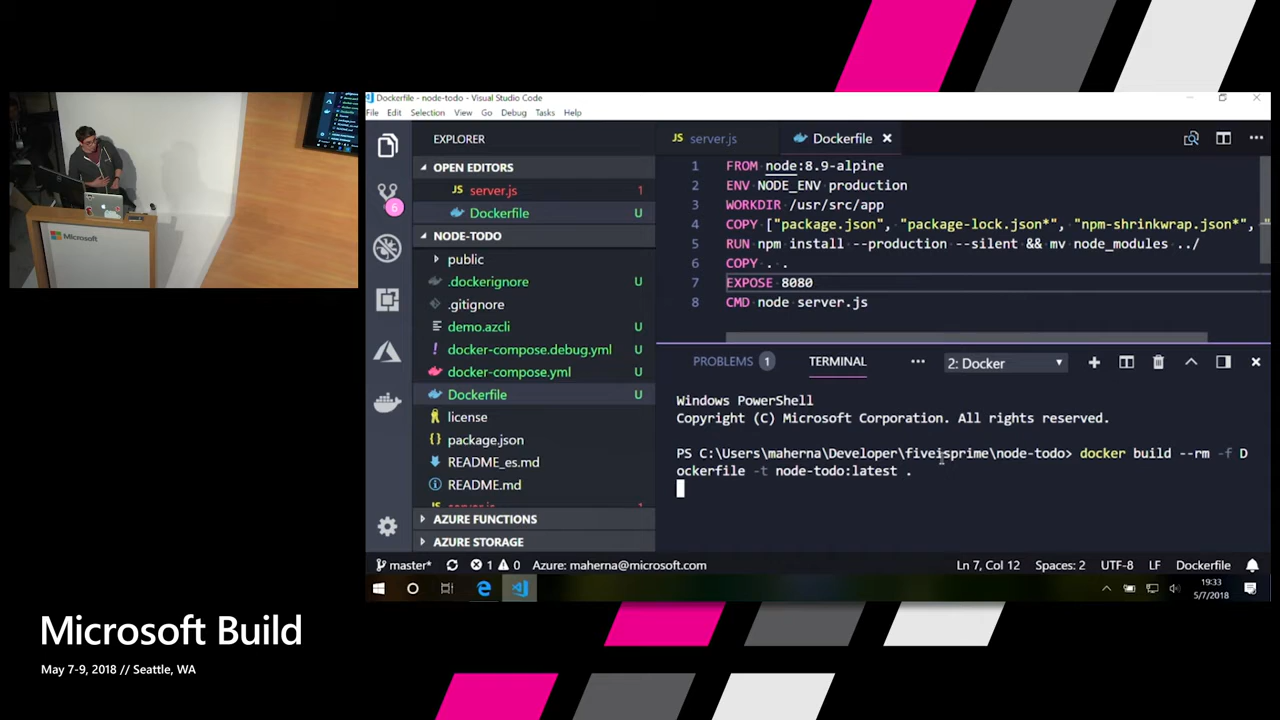 Dockerfile - node-todo - Visual Studio Code
File Edit Selection View Go Debug Tasks Help
EXPLORER
OPEN EDITORS
JS server.js 1
Dockerfile U
NODE-TODO
public
.dockerignore U
.gitignore
demo.azcli U
! docker-compose.debug.yml U
docker-compose.yml U
Dockerfile U
license
{} package.json
README_es.md
README.md
AZURE FUNCTIONS
AZURE STORAGE
6
JS server.js
Dockerfile
1 FROM node:8.9-alpine
2 ENV NODE_ENV production
3 WORKDIR /usr/src/app
4 COPY ["package.json", "package-lock.json*", "npm-shrinkwrap.json*", "
5 RUN npm install --production --silent && mv node_modules ../
6 COPY . .
7 EXPOSE 8080
8 CMD node server.js
PROBLEMS 1 TERMINAL ... 2: Docker
Windows PowerShell
Copyright (C) Microsoft Corporation. All rights reserved.
PS C:\Users\maherna\Developer\fiveisprime\node-todo> docker build --rm -f D
ockerfile -t node-todo:latest .
master* 1 0 Azure: maherna@microsoft.com Ln 7, Col 12 Spaces: 2 UTF-8 LF Dockerfile
19:33
5/7/2018
Microsoft
Microsoft Build
May 7-9, 2018 // Seattle, WA